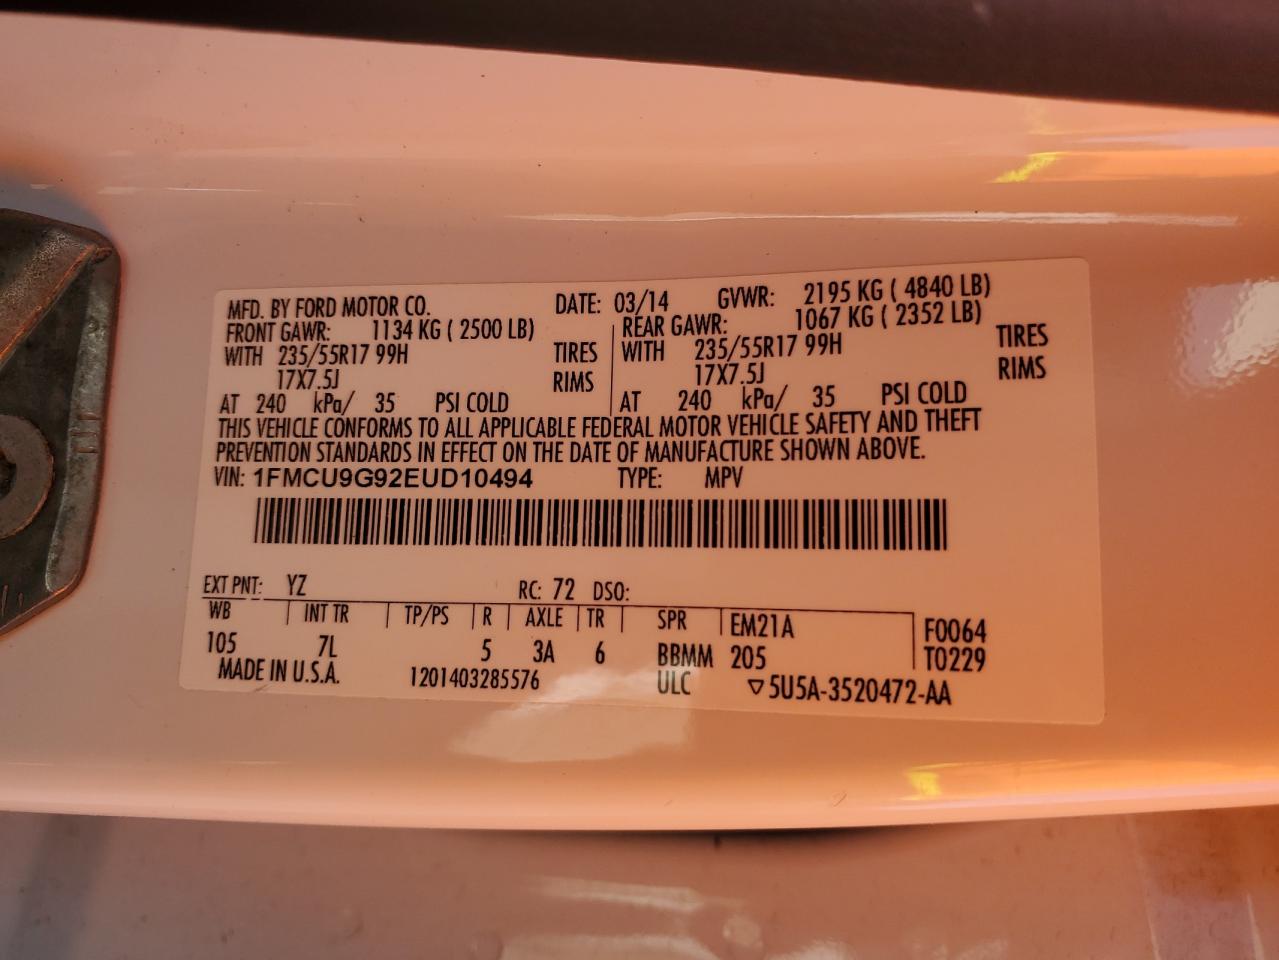 MFD. BY FORD MOTOR CO. DATE: 03/14 GVWR: 2195 KG ( 4840 LB)
FRONT GAWR: 1134 KG ( 2500 LB) REAR GAWR: 1067 KG ( 2352 LB)
WITH 235/55R17 99H TIRES WITH 235/55R17 99H TIRES
17X7.5J RIMS 17X7.5J RIMS
AT 240 kPa/ 35 PSI COLD AT 240 kPa/ 35 PSI COLD
THIS VEHICLE CONFORMS TO ALL APPLICABLE FEDERAL MOTOR VEHICLE SAFETY AND THEFT
PREVENTION STANDARDS IN EFFECT ON THE DATE OF MANUFACTURE SHOWN ABOVE.
VIN: 1FMCU9G92EUD10494 TYPE: MPV
EXT PNT: YZ RC: 72 DSO:
WB INT TR TP/PS R AXLE TR SPR EM21A F0064
105 7L 5 3A 6 BBMM 205 T0229
MADE IN U.S.A. 1201403285576 ULC ▽5U5A-3520472-AA